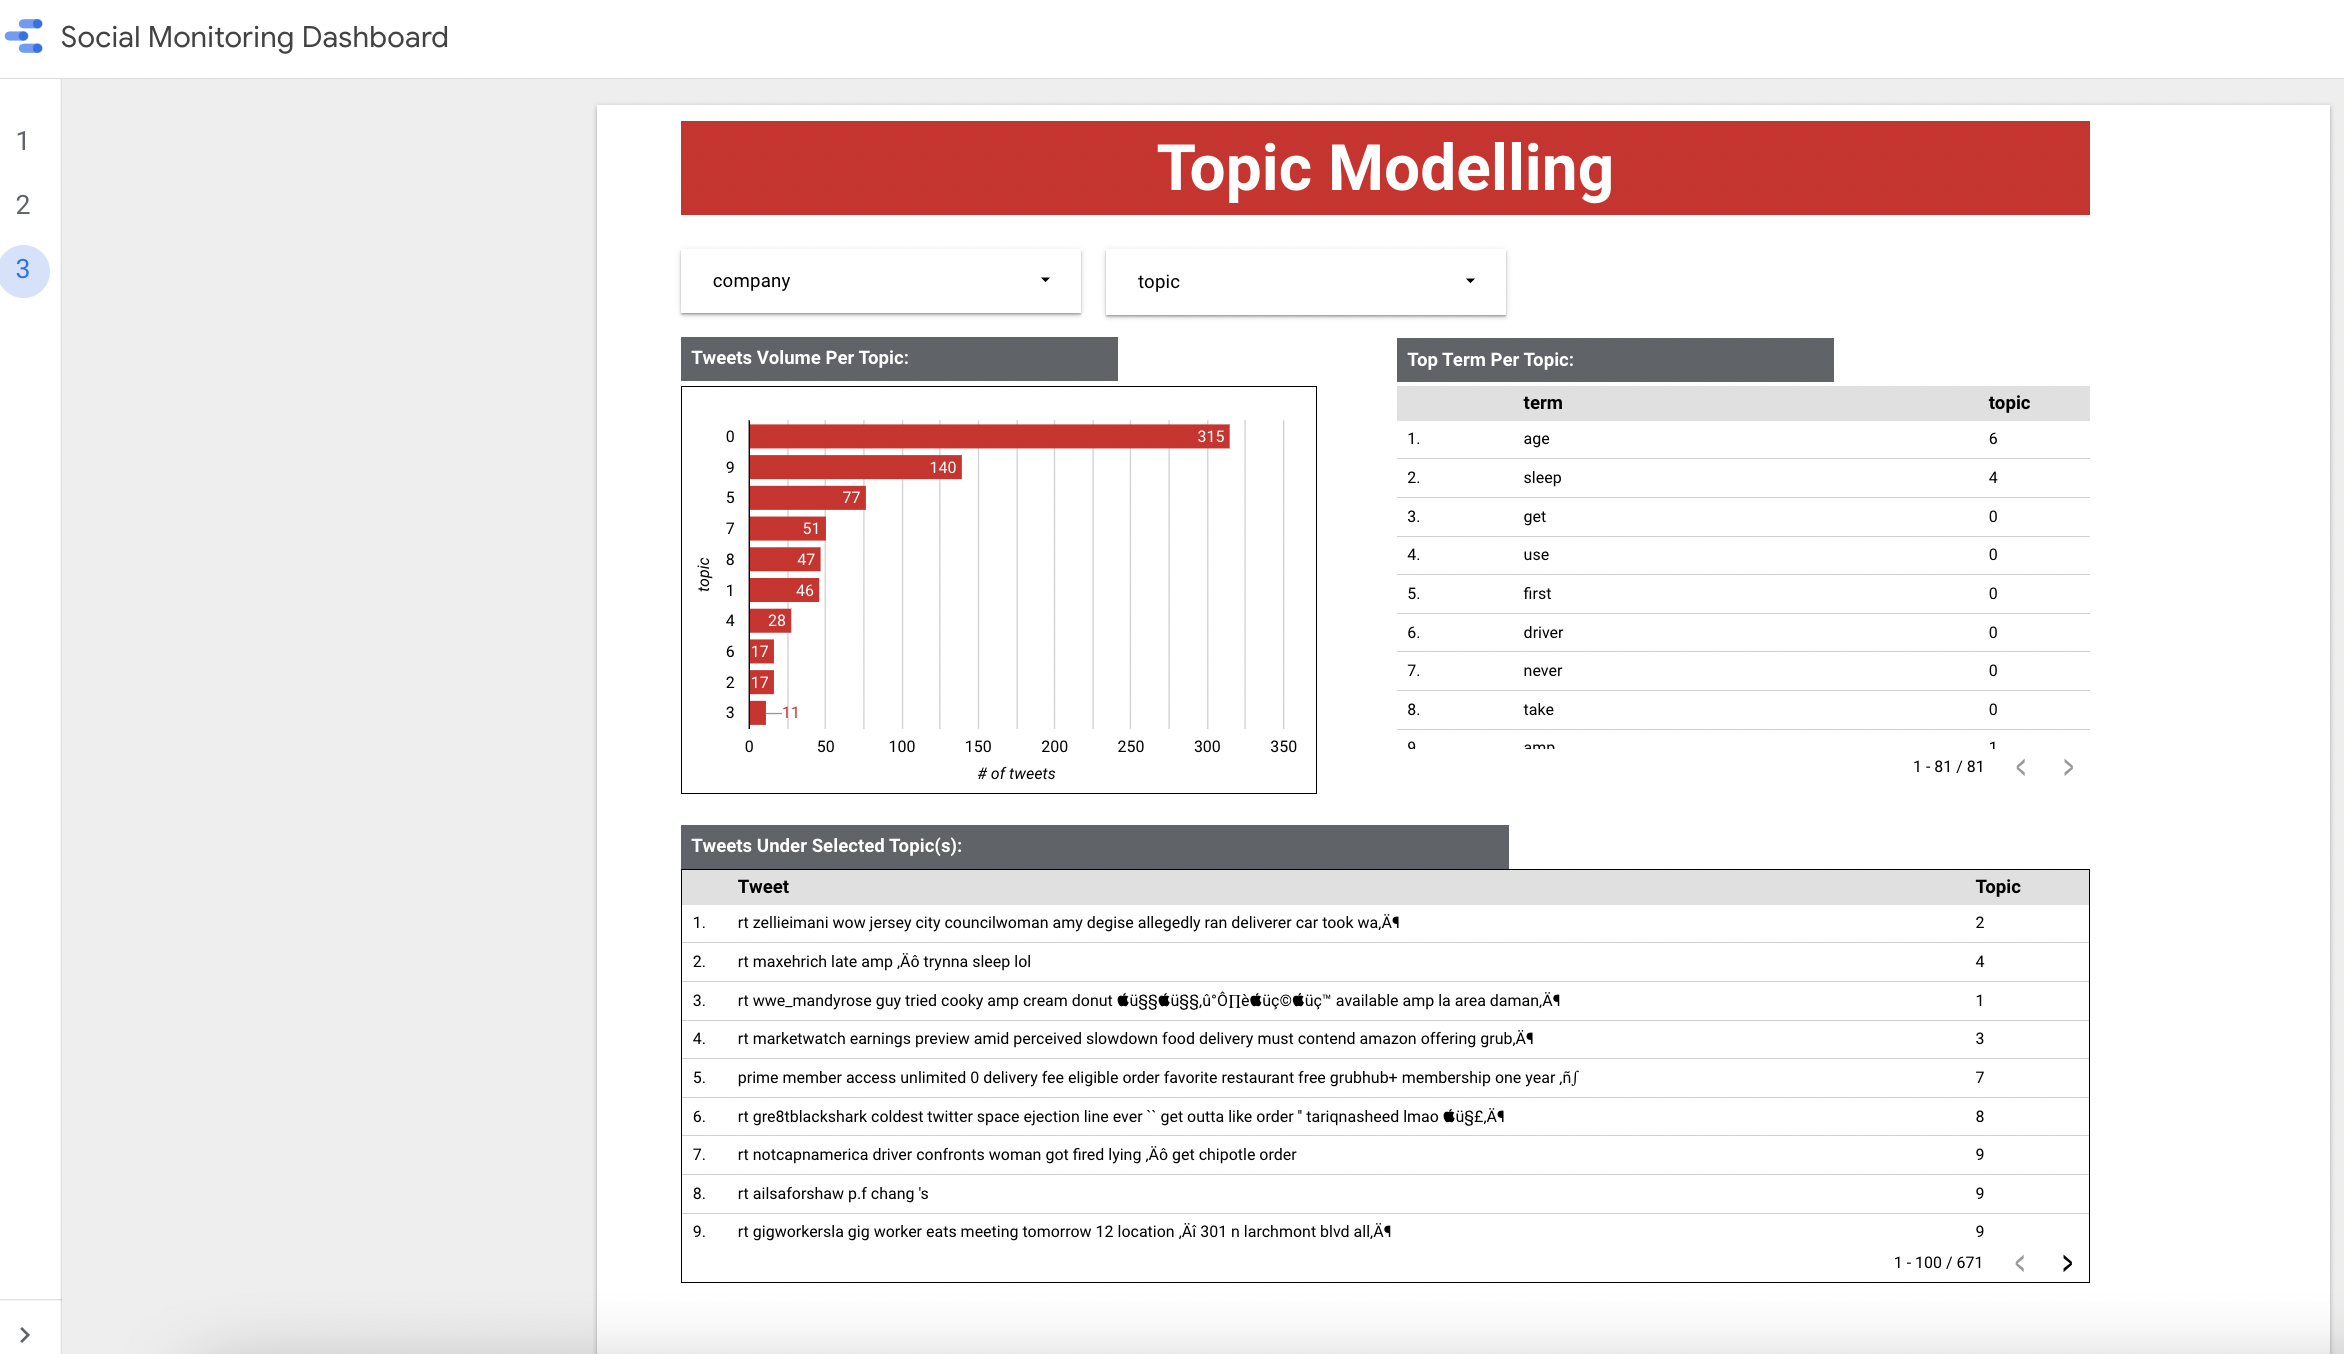 Social Monitoring Dashboard
1
2
3
Topic Modelling
company
topic
Tweets Volume Per Topic:
topic
0 315
9 140
5 77
7 51
8 47
1 46
4 28
6 17
2 17
3 11
0 50 100 150 200 250 300 350
# of tweets
Top Term Per Topic:
term topic
1. age 6
2. sleep 4
3. get 0
4. use 0
5. first 0
6. driver 0
7. never 0
8. take 0
9. amp 1
1 - 81 / 81
Tweets Under Selected Topic(s):
Tweet Topic
1. rt zellieimani wow jersey city councilwoman amy degise allegedly ran deliverer car took wa‚Ä¶ 2
2. rt maxehrich late amp ‚Äô trynna sleep lol 4
3. rt wwe_mandyrose guy tried cooky amp cream donut ü§§ü§§‚û°Ô∏èüç©üç™ available amp la area daman‚Ä¶ 1
4. rt marketwatch earnings preview amid perceived slowdown food delivery must contend amazon offering grub‚Ä¶ 3
5. prime member access unlimited 0 delivery fee eligible order favorite restaurant free grubhub+ membership one year ‚ñ∫ 7
6. rt gre8tblackshark coldest twitter space ejection line ever `` get outta like order '' tariqnasheed lmao ü§£‚Ä¶ 8
7. rt notcapnamerica driver confronts woman got fired lying ‚Äô get chipotle order 9
8. rt ailsaforshaw p.f chang 's 9
9. rt gigworkersla gig worker eats meeting tomorrow 12 location ‚Äî 301 n larchmont blvd all‚Ä¶ 9
1 - 100 / 671